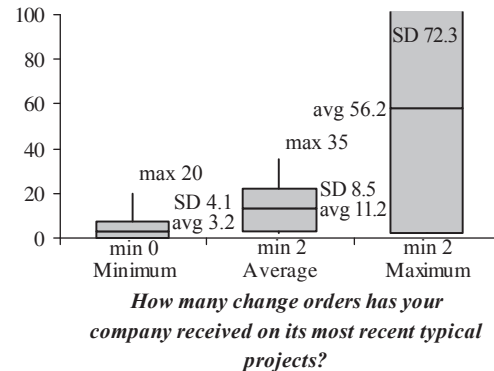 100
80
60
40
20
0
SD 72.3
avg 56.2
max 35
max 20
SD 4.1
avg 3.2
SD 8.5
avg 11.2
min 0
Minimum
min 2
Average
min 2
Maximum
How many change orders has your
company received on its most recent typical
projects?